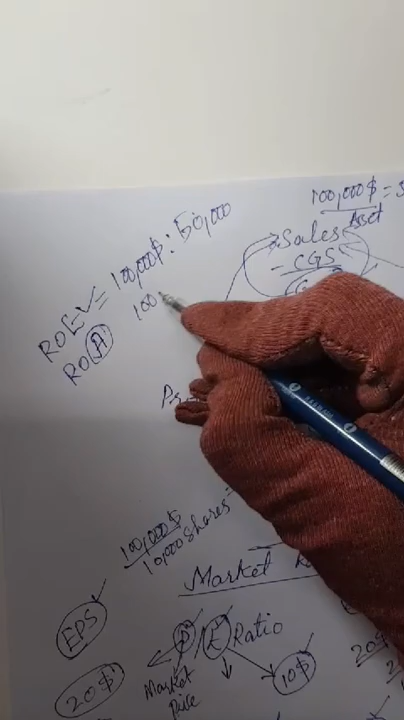 100,000$ = S
Asset
Sales
- CGS
ROE = 100,000$ : 50,000
ROA 100
100,000$
10,000 shares =
Market
EPS
P/E Ratio
20$
Market
10$
20$